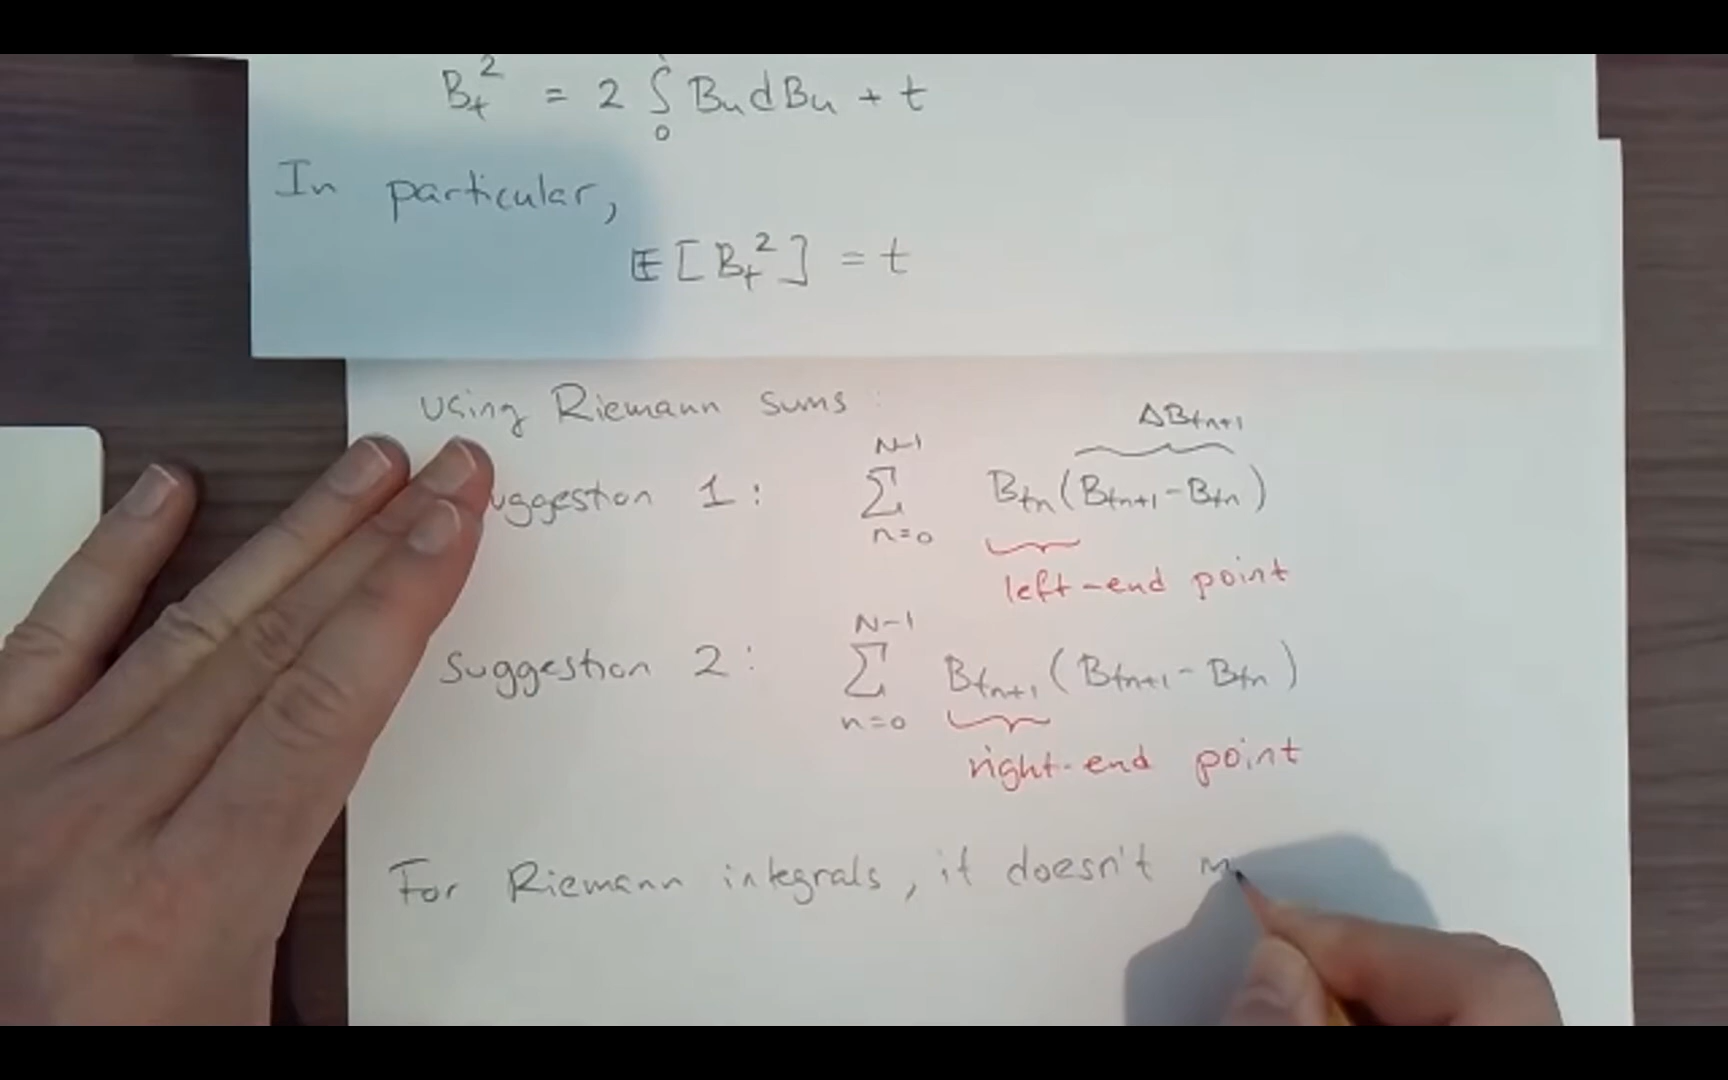 B_t^2 = 2 ∫_0 B_u dB_u + t
In particular,
E[B_t^2] = t
Using Riemann sums:
ΔB_{t_{n+1}}
uggestion 1: ∑_{n=0}^{N-1} B_{t_n}(B_{t_{n+1}} - B_{t_n})
left-end point
Suggestion 2: ∑_{n=0}^{N-1} B_{t_{n+1}}(B_{t_{n+1}} - B_{t_n})
right-end point
For Riemann integrals, it doesn't m